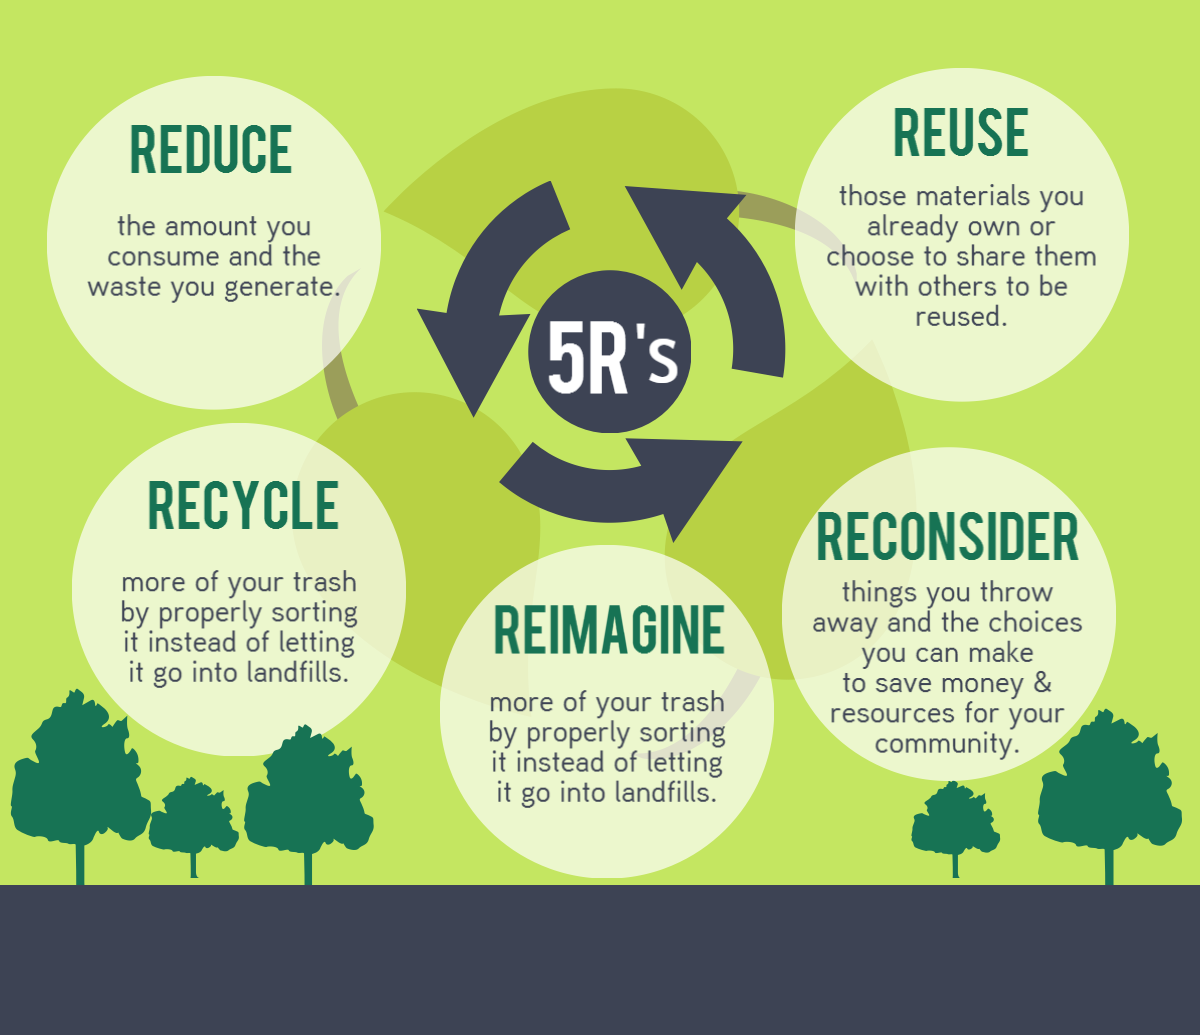 REDUCE
the amount you
consume and the
waste you generate.
REUSE
those materials you
already own or
choose to share them
with others to be
reused.
5R's
RECYCLE
more of your trash
by properly sorting
it instead of letting
it go into landfills.
REIMAGINE
more of your trash
by properly sorting
it instead of letting
it go into landfills.
RECONSIDER
things you throw
away and the choices
you can make
to save money &
resources for your
community.